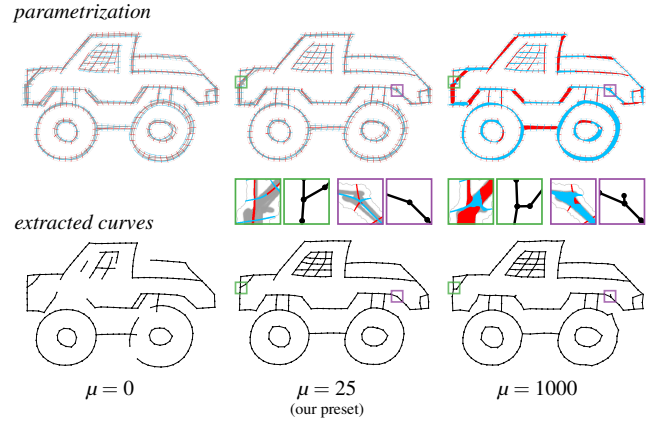 parametrization
extracted curves
μ = 0
μ = 25
μ = 1000
(our preset)